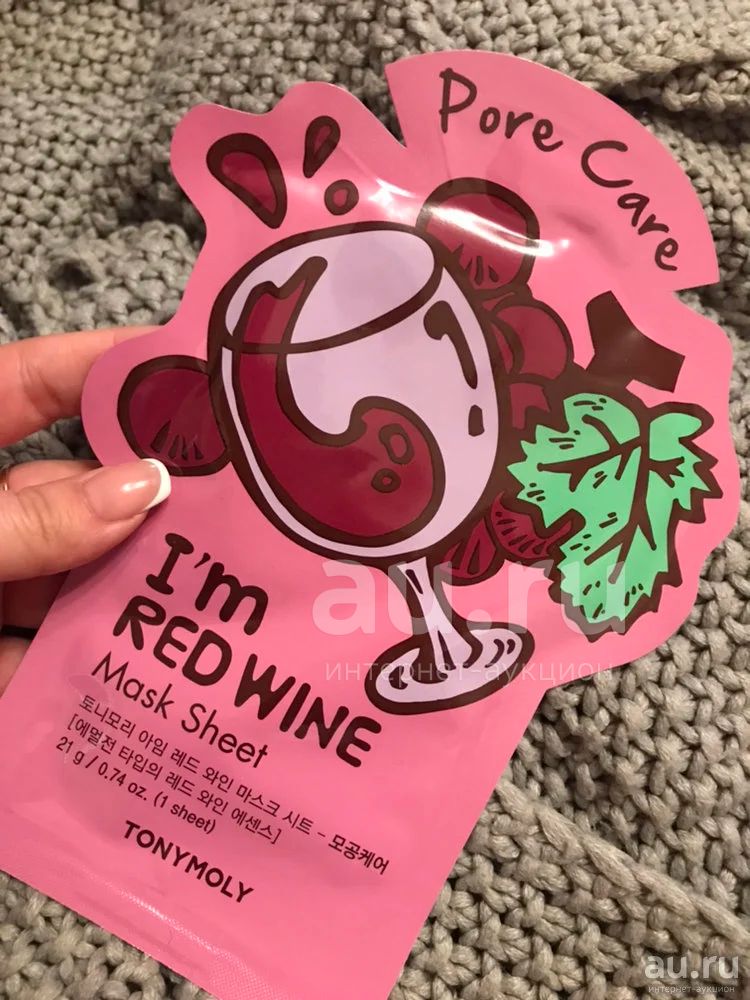 Pore Care
I'm
RED WINE
Mask Sheet
토니모리 아임 레드 와인 마스크 시트 - 모공케어
[에멀전 타입의 레드 와인 에센스]
21 g / 0.74 oz. (1 sheet)
TONYMOLY
au.ru
интернет-аукцион
au.ru
интернет-аукцион